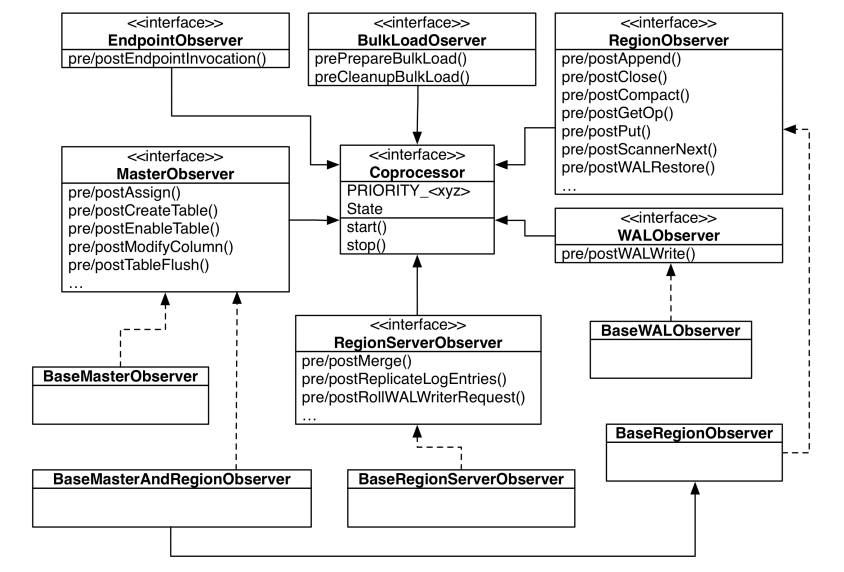 <<interface>>
EndpointObserver
pre/postEndpointInvocation()
<<interface>>
BulkLoadOserver
prePrepareBulkLoad()
preCleanupBulkLoad()
<<interface>>
RegionObserver
pre/postAppend()
pre/postClose()
pre/postCompact()
pre/postGetOp()
pre/postPut()
pre/postScannerNext()
pre/postWALRestore()
...
<<interface>>
MasterObserver
pre/postAssign()
pre/postCreateTable()
pre/postEnableTable()
pre/postModifyColumn()
pre/postTableFlush()
...
<<interface>>
Coprocessor
PRIORITY_<xyz>
State
start()
stop()
<<interface>>
WALObserver
pre/postWALWrite()
<<interface>>
RegionServerObserver
pre/postMerge()
pre/postReplicateLogEntries()
pre/postRollWALWriterRequest()
...
BaseWALObserver
BaseMasterObserver
BaseRegionObserver
BaseMasterAndRegionObserver
BaseRegionServerObserver